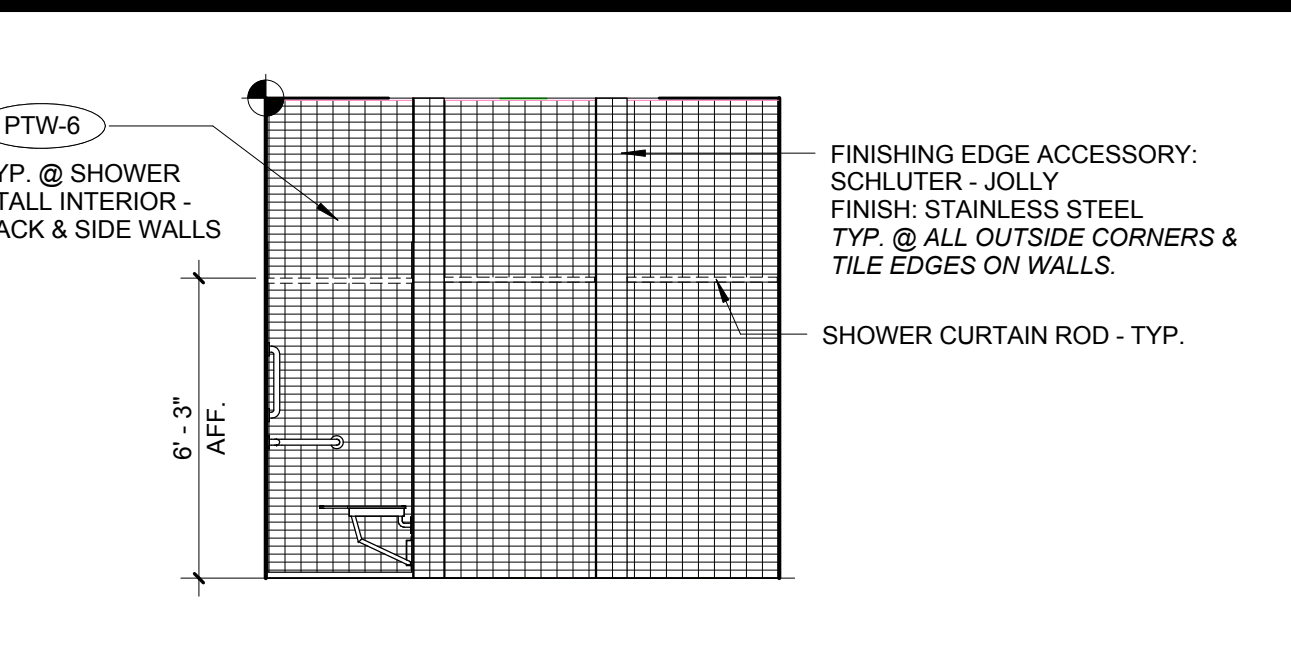 PTW-6
YP. @ SHOWER
TALL INTERIOR -
ACK & SIDE WALLS
6' - 3"
AFF.
FINISHING EDGE ACCESSORY:
SCHLUTER - JOLLY
FINISH: STAINLESS STEEL
TYP. @ ALL OUTSIDE CORNERS &
TILE EDGES ON WALLS.
SHOWER CURTAIN ROD - TYP.